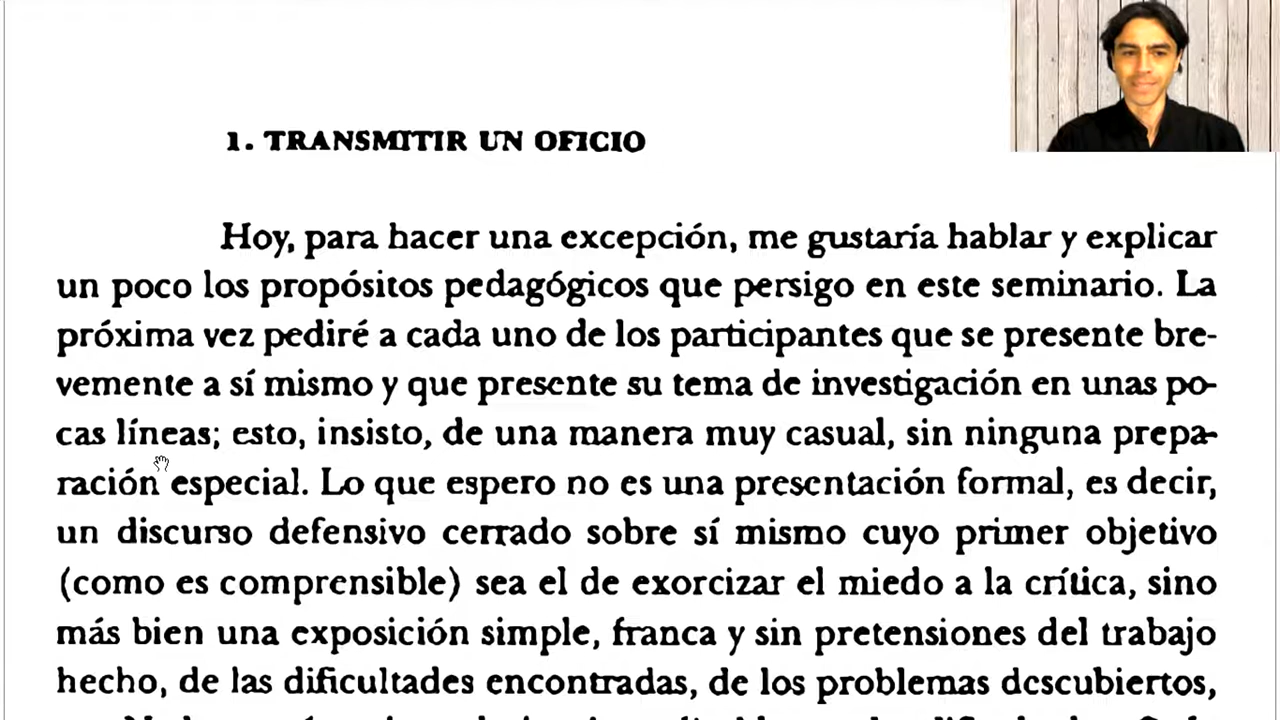 1. TRANSMITIR UN OFICIO
Hoy, para hacer una excepción, me gustaría hablar y explicar
un poco los propósitos pedagógicos que persigo en este seminario. La
próxima vez pediré a cada uno de los participantes que se presente bre-
vemente a sí mismo y que presente su tema de investigación en unas po-
cas líneas; esto, insisto, de una manera muy casual, sin ninguna prepa-
ración especial. Lo que espero no es una presentación formal, es decir,
un discurso defensivo cerrado sobre sí mismo cuyo primer objetivo
(como es comprensible) sea el de exorcizar el miedo a la crítica, sino
más bien una exposición simple, franca y sin pretensiones del trabajo
hecho, de las dificultades encontradas, de los problemas descubiertos,